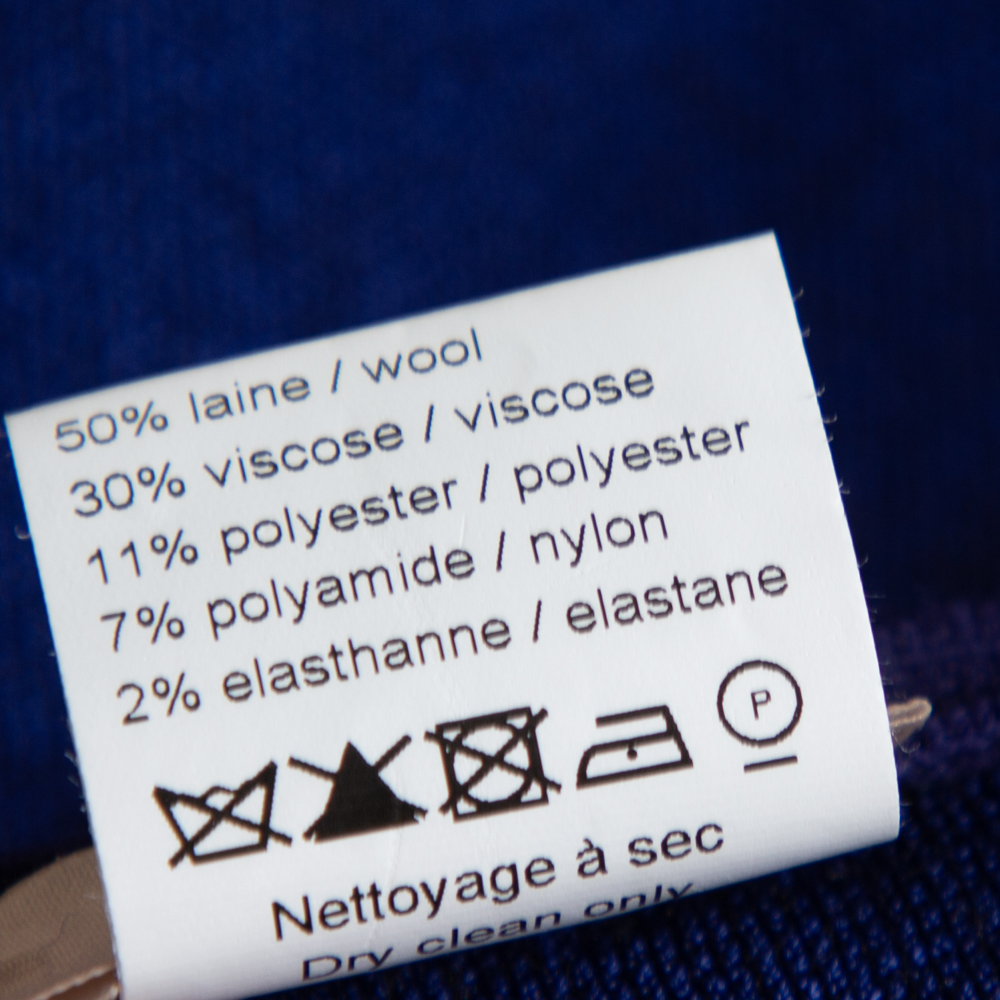 50% laine / wool
30% viscose / viscose
11% polyester / polyester
7% polyamide / nylon
2% elasthanne / elastane
P
Nettoyage à sec
Dry clean only